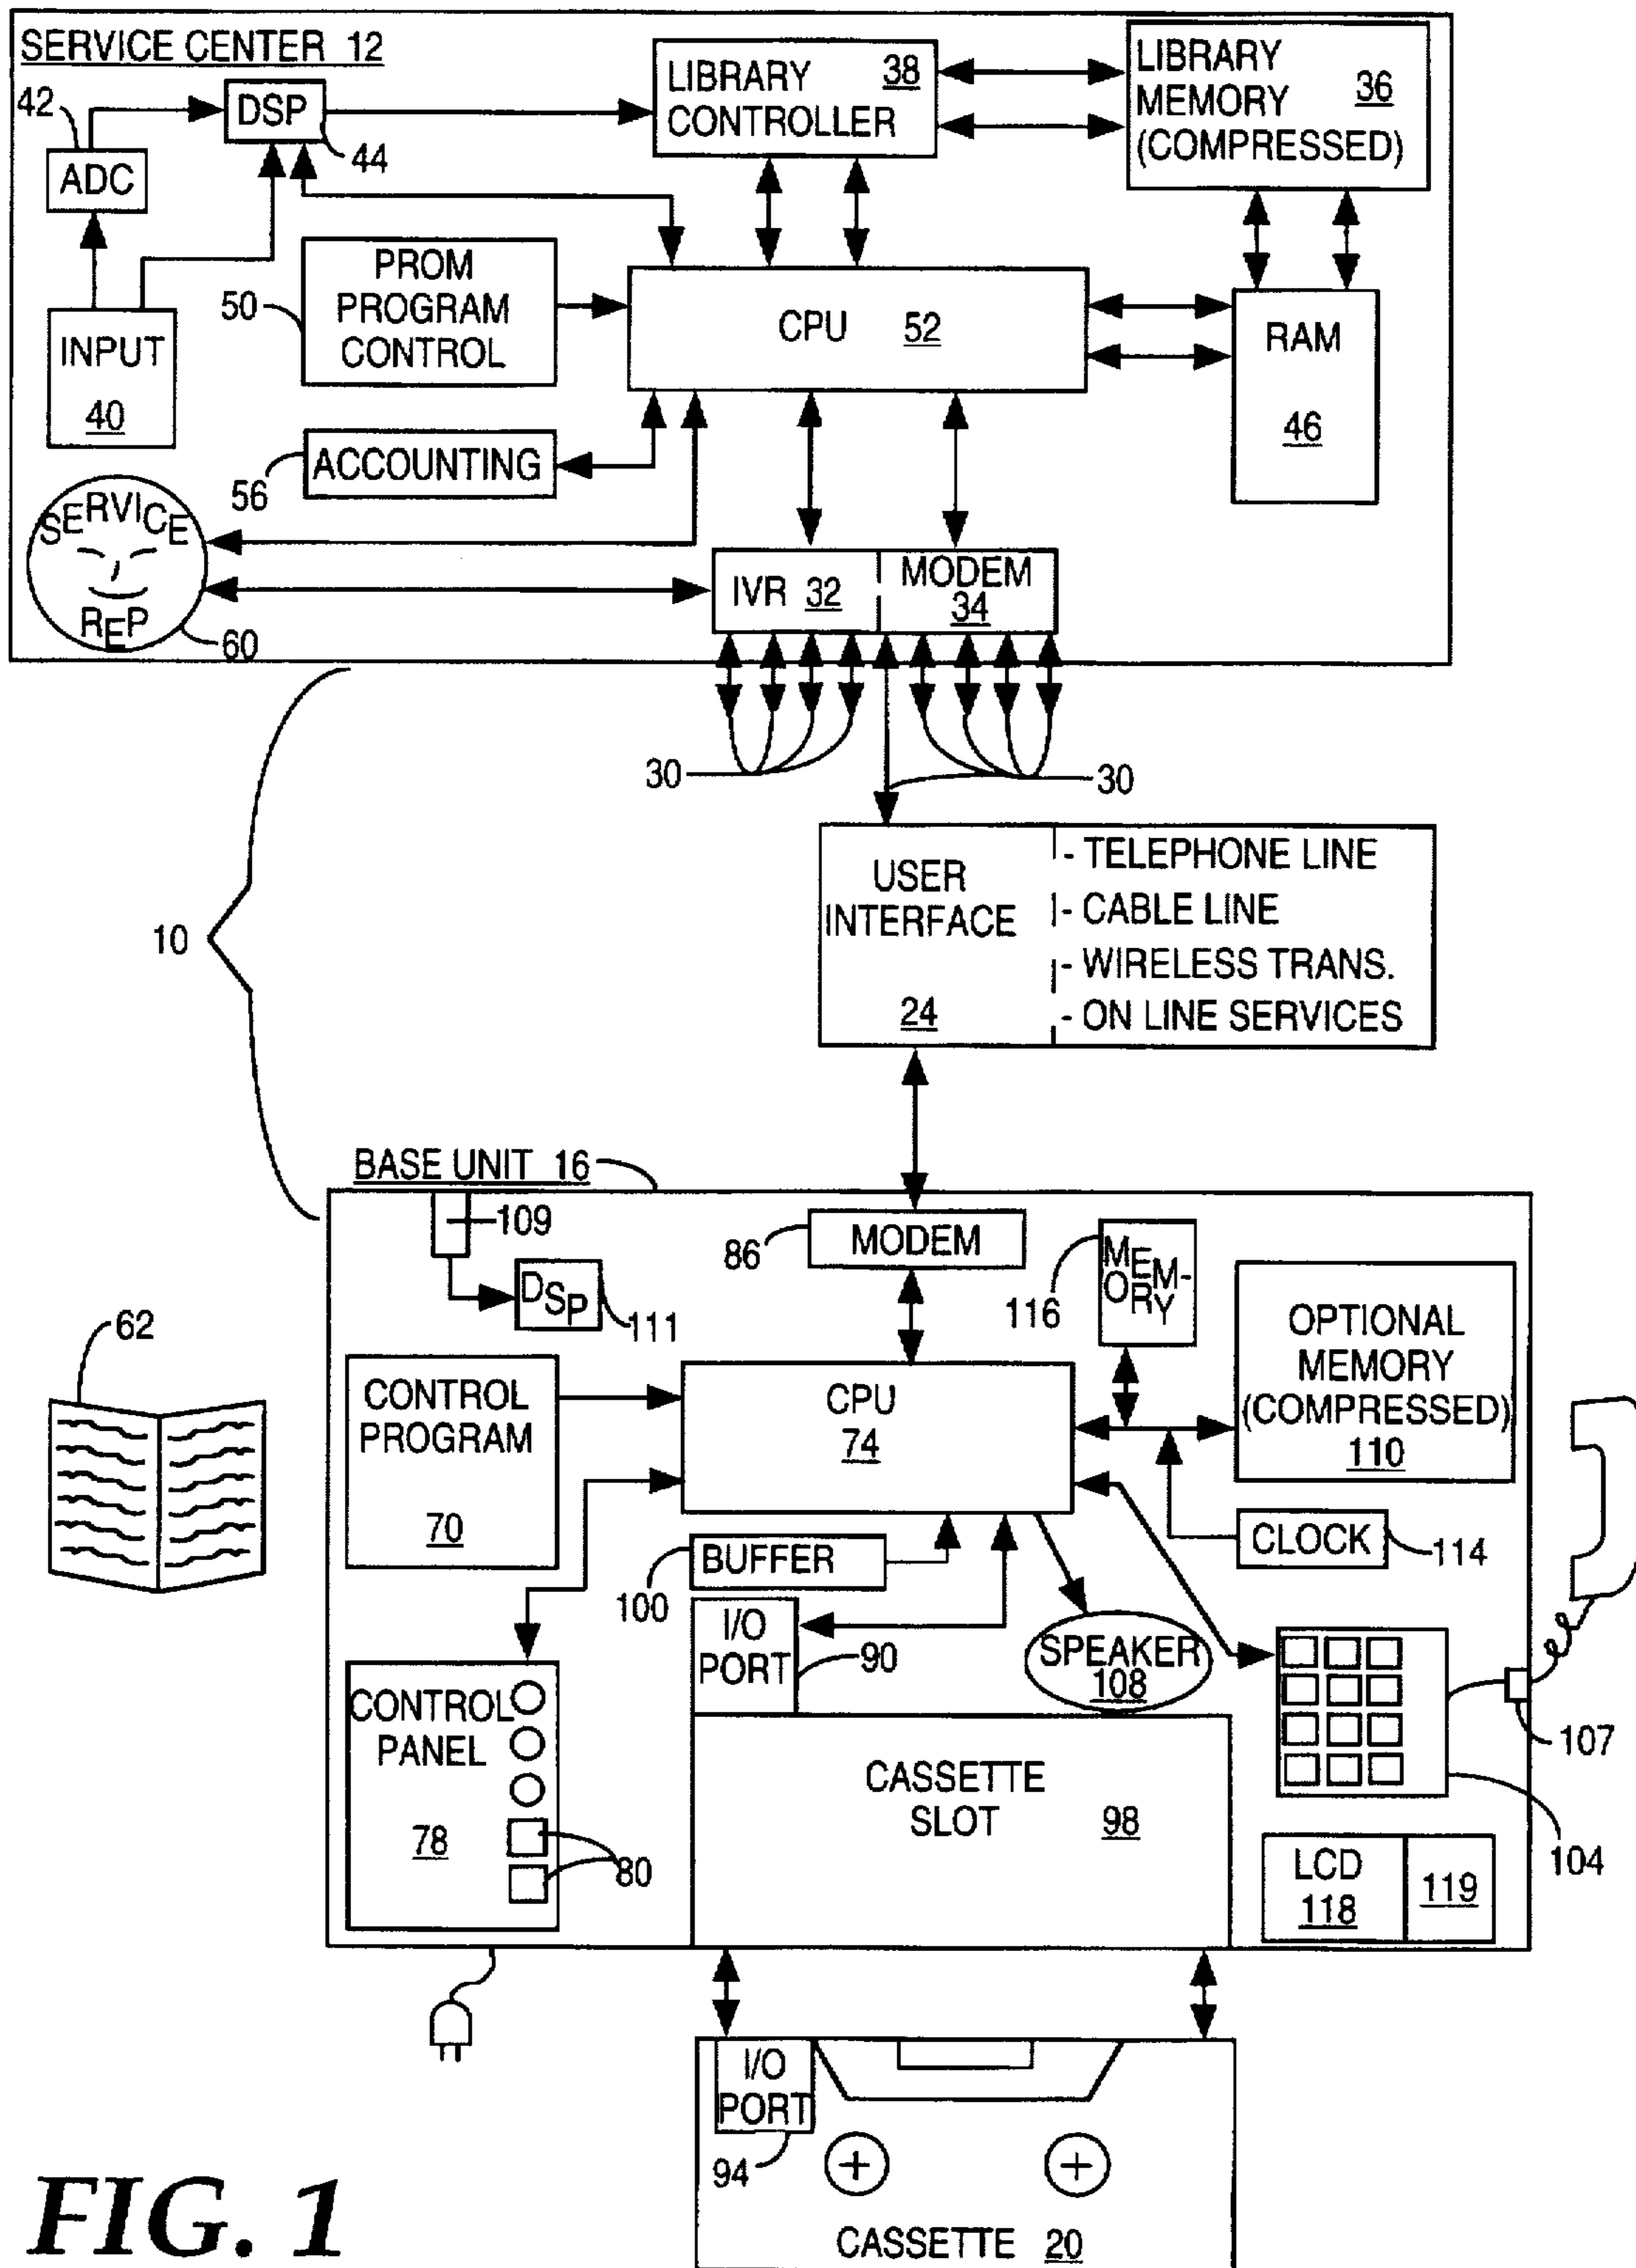 SERVICE CENTER 12
42
DSP
44
ADC
INPUT
40
LIBRARY
CONTROLLER
38
LIBRARY
MEMORY
(COMPRESSED)
36
50
PROM
PROGRAM
CONTROL
CPU 52
RAM
46
56
ACCOUNTING
SERVICE
REP
60
IVR 32
MODEM
34
30
30
10
USER
INTERFACE
24
- TELEPHONE LINE
- CABLE LINE
- WIRELESS TRANS.
- ON LINE SERVICES
BASE UNIT 16
109
DSP
111
86
MODEM
116
MEM-
ORY
OPTIONAL
MEMORY
(COMPRESSED)
110
62
CONTROL
PROGRAM
70
CPU
74
CLOCK
114
100
BUFFER
I/O
PORT
90
SPEAKER
108
107
104
CONTROL
PANEL
78
80
CASSETTE
SLOT
98
LCD
118
119
I/O
PORT
94
CASSETTE 20
FIG. 1